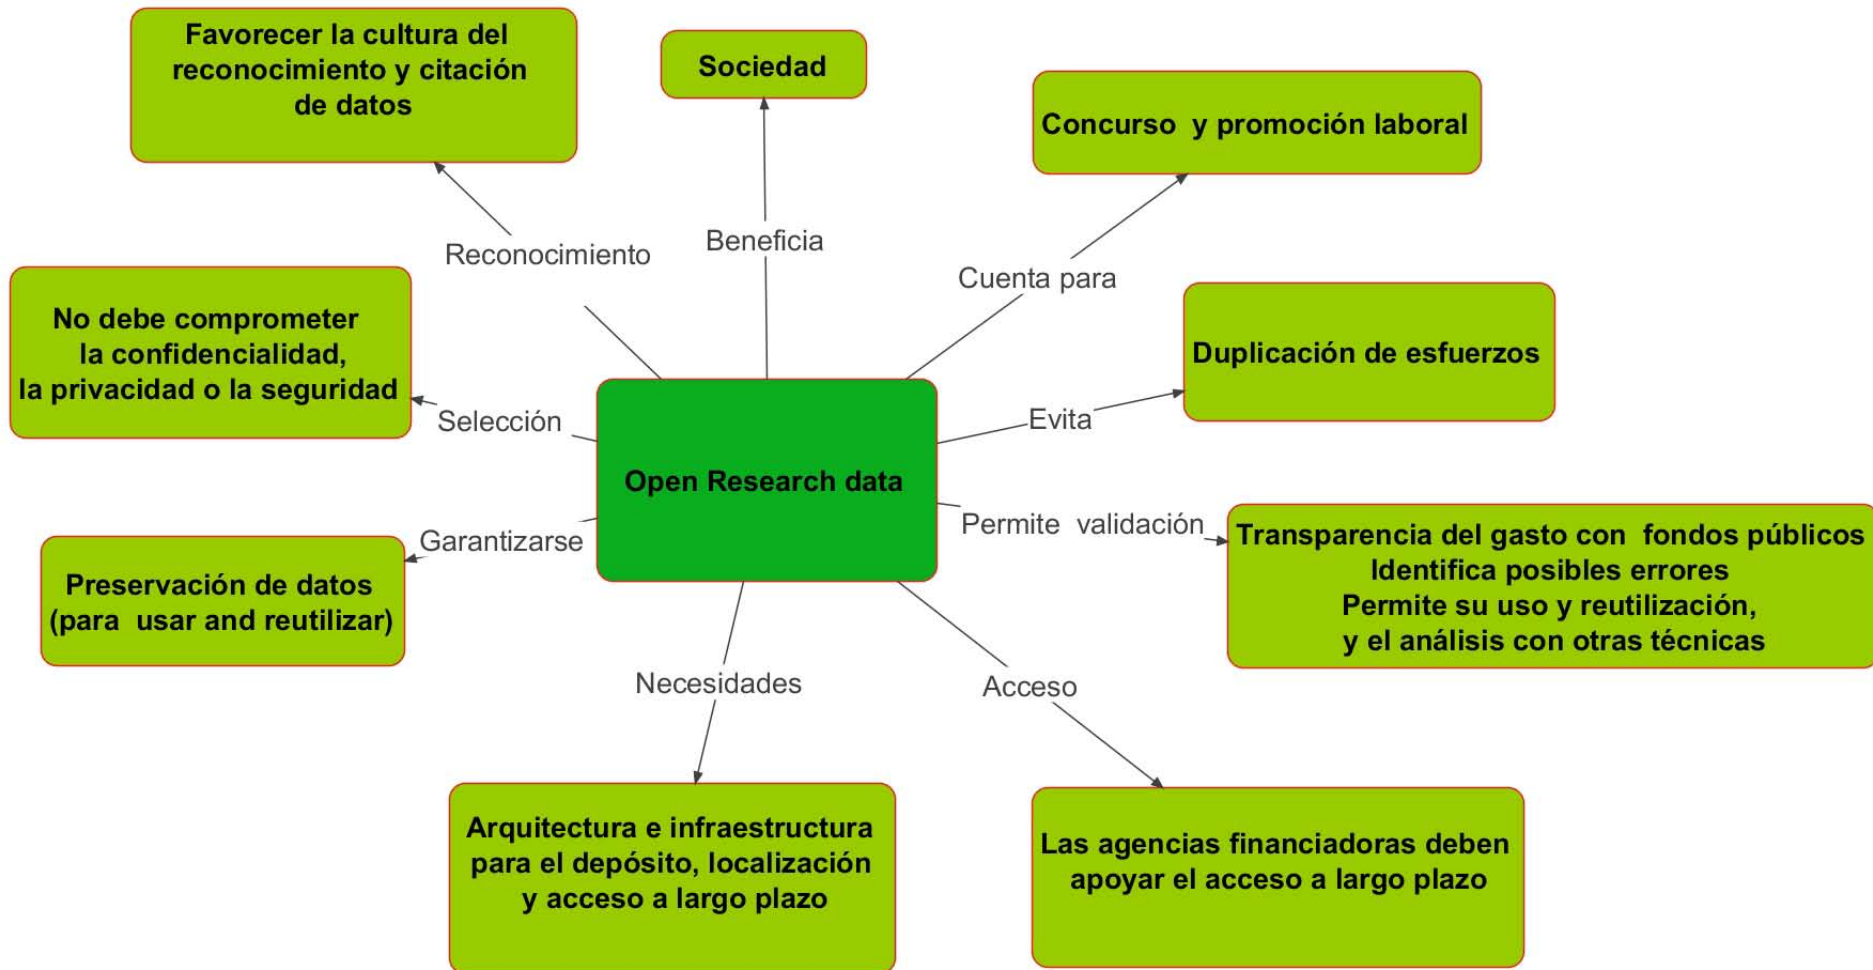 Favorecer la cultura del
reconocimiento y citación
de datos
Sociedad
Concurso y promoción laboral
Reconocimiento
Beneficia
Cuenta para
No debe comprometer
la confidencialidad,
la privacidad o la seguridad
Duplicación de esfuerzos
Selección
Evita
Open Research data
Garantizarse
Permite validación
Preservación de datos
(para usar and reutilizar)
Transparencia del gasto con fondos públicos
Identifica posibles errores
Permite su uso y reutilización,
y el análisis con otras técnicas
Necesidades
Acceso
Arquitectura e infraestructura
para el depósito, localización
y acceso a largo plazo
Las agencias financiadoras deben
apoyar el acceso a largo plazo